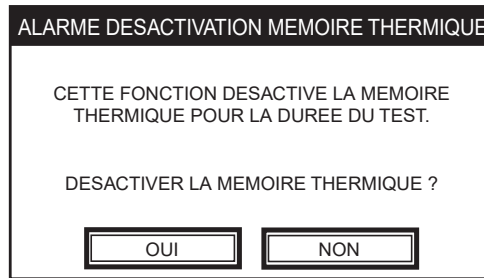 ALARME DESACTIVATION MEMOIRE THERMIQUE
CETTE FONCTION DESACTIVE LA MEMOIRE
THERMIQUE POUR LA DUREE DU TEST.
DESACTIVER LA MEMOIRE THERMIQUE ?
OUI
NON